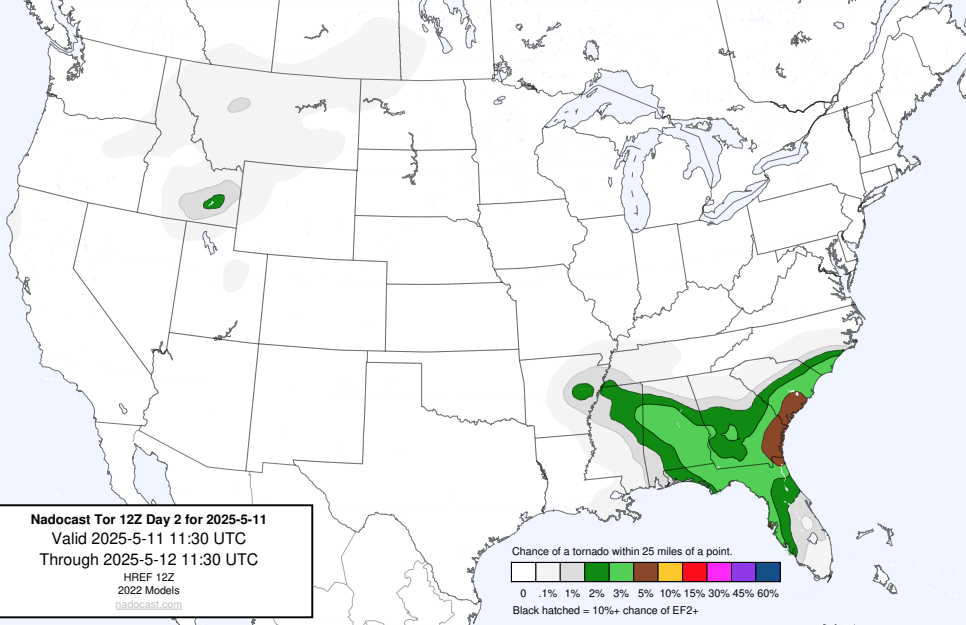 Nadocast Tor 12Z Day 2 for 2025-5-11
Valid 2025-5-11 11:30 UTC
Through 2025-5-12 11:30 UTC
HREF 12Z
2022 Models
nadocast.com
Chance of a tornado within 25 miles of a point.
0 .1% 1% 2% 3% 5% 10% 15% 30% 45% 60%
Black hatched = 10%+ chance of EF2+